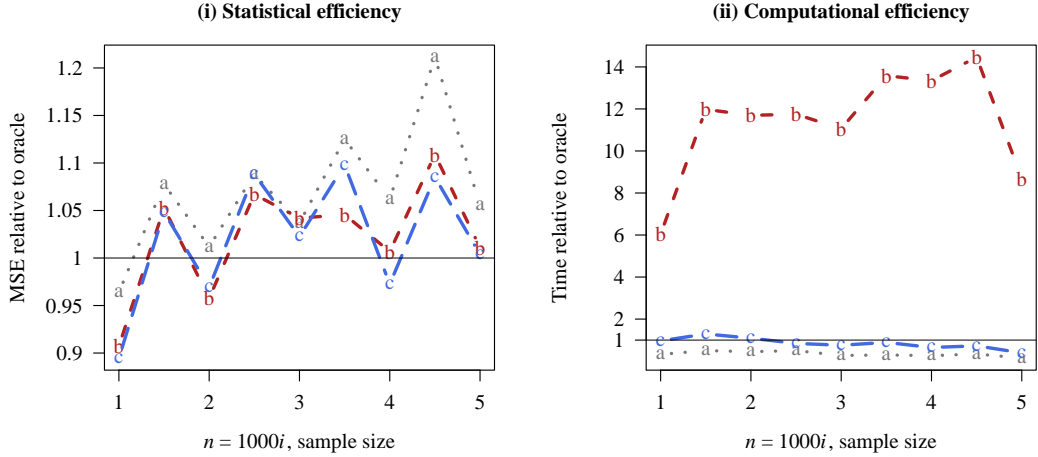 (i) Statistical efficiency
MSE relative to oracle
1.2
1.15
1.1
1.05
1
0.95
0.9
a a a a a a a a a
b b b b b b b b b
c c c c c c c c c
1 2 3 4 5
n = 1000i, sample size
(ii) Computational efficiency
Time relative to oracle
14
12
10
8
6
4
2
1
b b b b b b b b b
c c c c c c c c c
a a a a a a a a a
1 2 3 4 5
n = 1000i, sample size